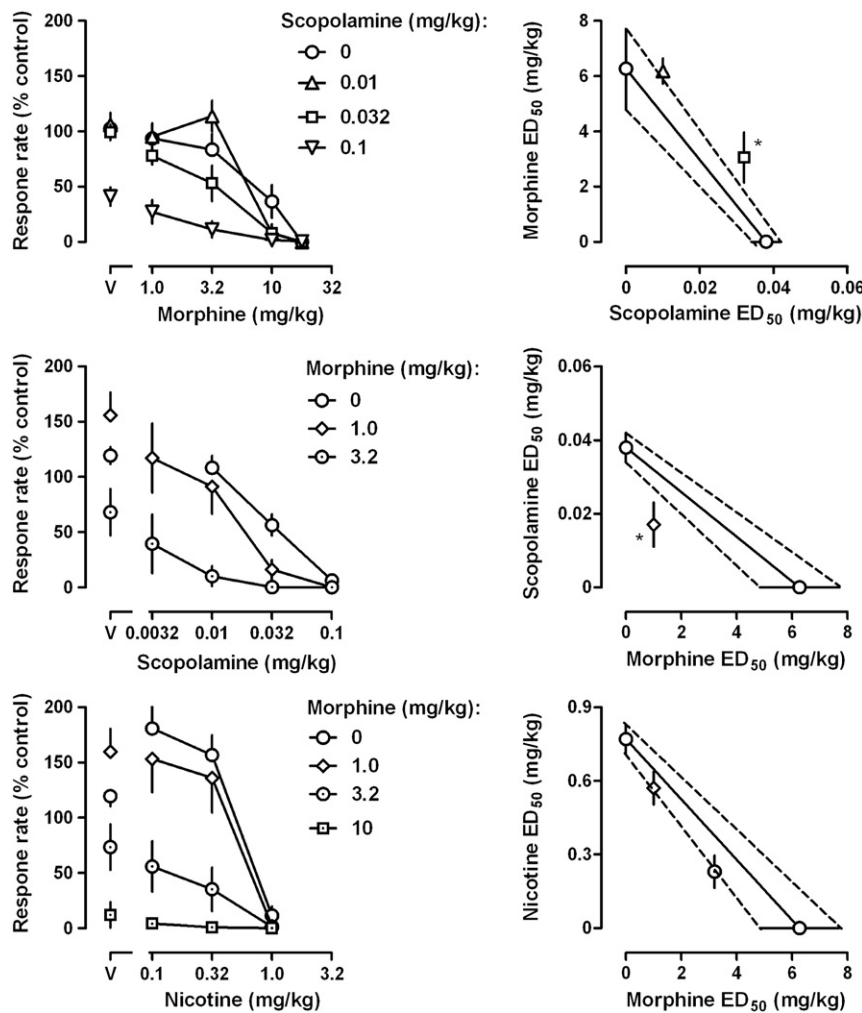 Scopolamine (mg/kg):
0
0.01
0.032
0.1
Respone rate (% control)
200
150
100
50
0
V 1.0 3.2 10 32
Morphine (mg/kg)
Morphine ED50 (mg/kg)
8
6
4
2
0
*
0 0.02 0.04 0.06
Scopolamine ED50 (mg/kg)
Morphine (mg/kg):
0
1.0
3.2
Respone rate (% control)
200
150
100
50
0
V 0.0032 0.01 0.032 0.1
Scopolamine (mg/kg)
Scopolamine ED50 (mg/kg)
0.06
0.04
0.02
0
*
0 2 4 6 8
Morphine ED50 (mg/kg)
Morphine (mg/kg):
0
1.0
3.2
10
Respone rate (% control)
200
150
100
50
0
V 0.1 0.32 1.0 3.2
Nicotine (mg/kg)
Nicotine ED50 (mg/kg)
0.9
0.6
0.3
0
0 2 4 6 8
Morphine ED50 (mg/kg)